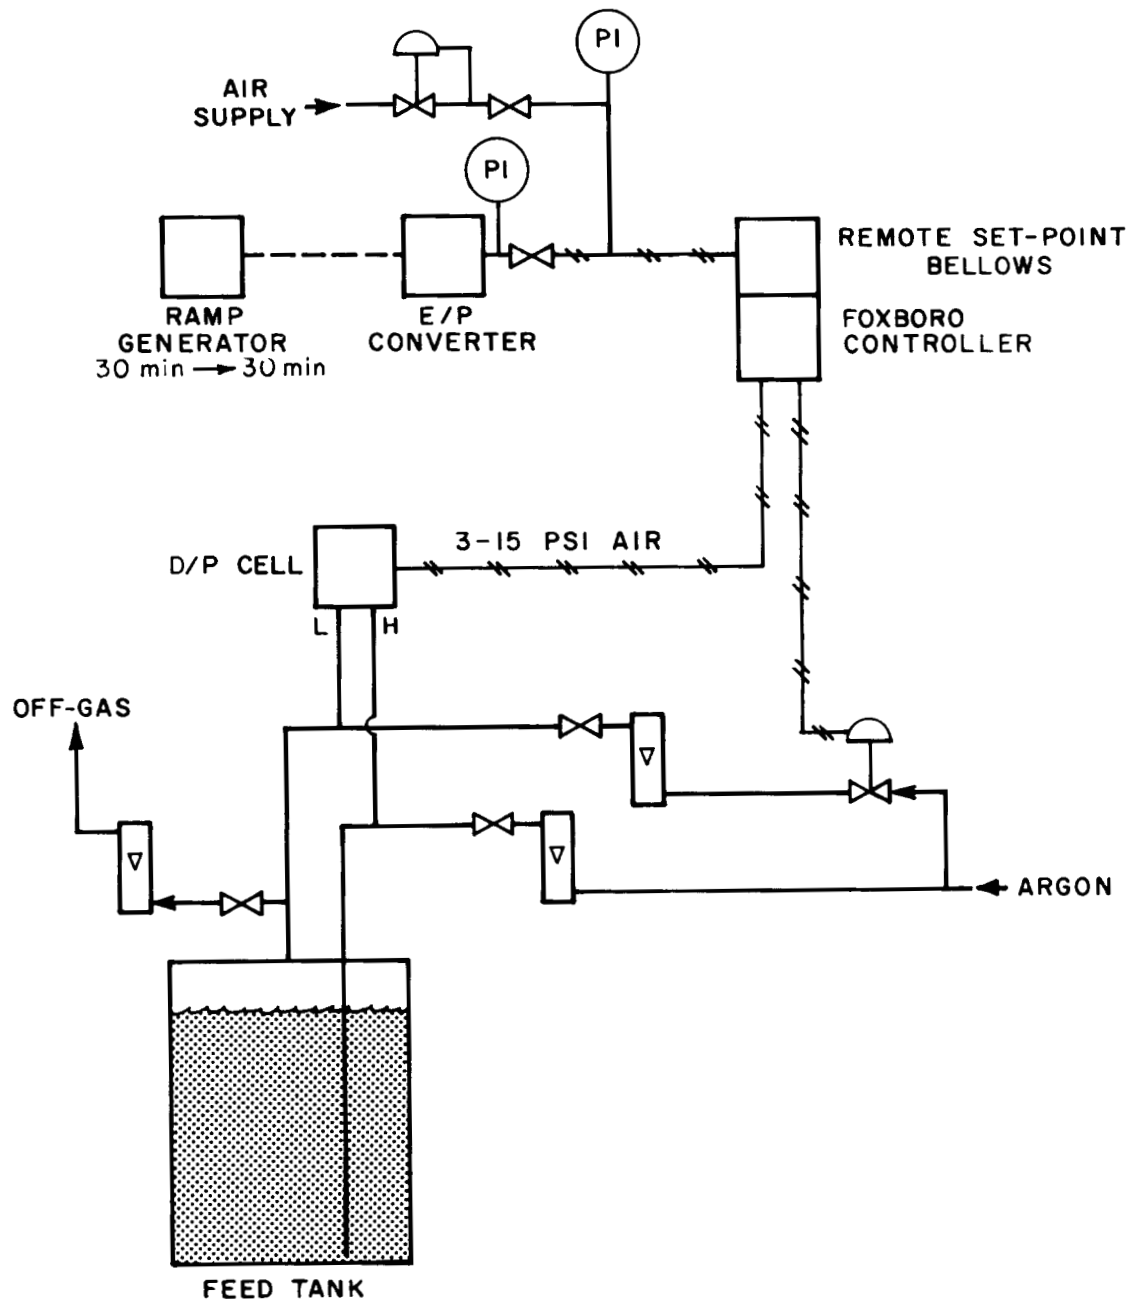 PI
AIR
SUPPLY
PI
REMOTE SET-POINT
BELLOWS
RAMP
GENERATOR
30 min → 30 min
E/P
CONVERTER
FOXBORO
CONTROLLER
3-15 PSI AIR
D/P CELL
L H
OFF-GAS
ARGON
FEED TANK